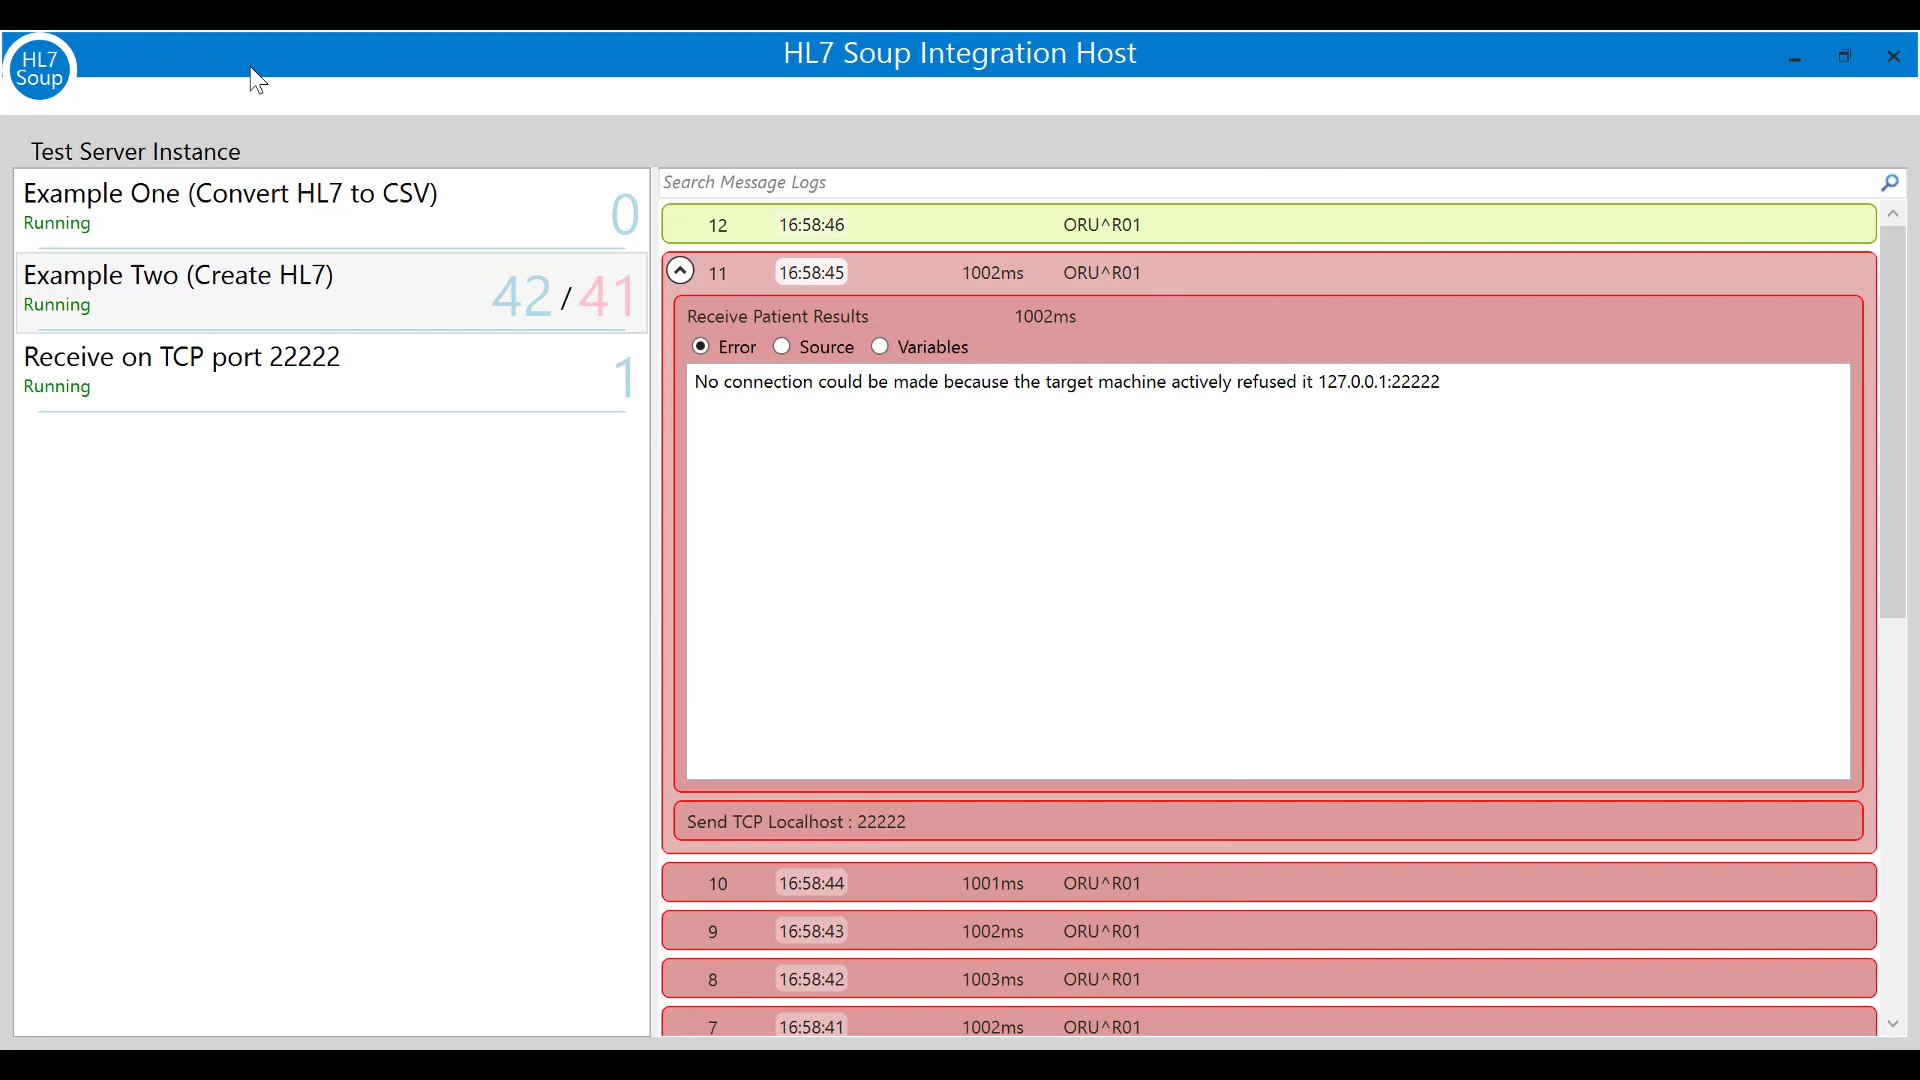 HL7 Soup Integration Host
HL7
Soup
Test Server Instance
Example One (Convert HL7 to CSV)
Running
0
Example Two (Create HL7)
Running
42 / 41
Receive on TCP port 22222
Running
1
Search Message Logs
12 16:58:46 ORU^R01
11 16:58:45 1002ms ORU^R01
Receive Patient Results 1002ms
Error Source Variables
No connection could be made because the target machine actively refused it 127.0.0.1:22222
Send TCP Localhost : 22222
10 16:58:44 1001ms ORU^R01
9 16:58:43 1002ms ORU^R01
8 16:58:42 1003ms ORU^R01
7 16:58:41 1002ms ORU^R01